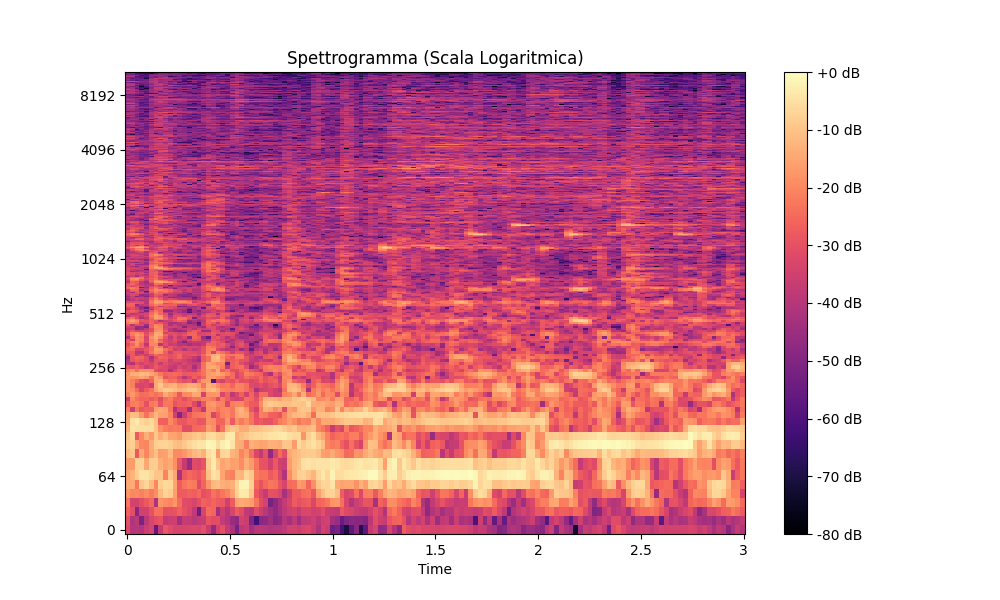 Spettrogramma (Scala Logaritmica)
Hz
8192
4096
2048
1024
512
256
128
64
0
0
0.5
1
1.5
2
2.5
3
Time
+0 dB
-10 dB
-20 dB
-30 dB
-40 dB
-50 dB
-60 dB
-70 dB
-80 dB